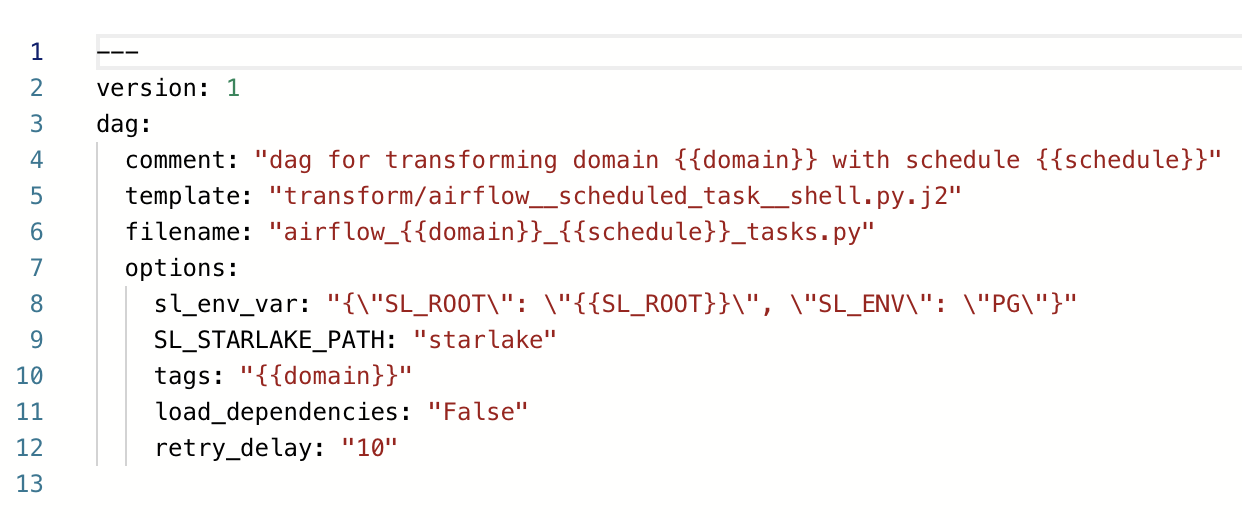 1 ---
2 version: 1
3 dag:
4   comment: "dag for transforming domain {{domain}} with schedule {{schedule}}"
5   template: "transform/airflow__scheduled_task__shell.py.j2"
6   filename: "airflow_{{domain}}_{{schedule}}_tasks.py"
7   options:
8     sl_env_var: "{\"SL_ROOT\": \"{{SL_ROOT}}\", \"SL_ENV\": \"PG\"}"
9     SL_STARLAKE_PATH: "starlake"
10     tags: "{{domain}}"
11     load_dependencies: "False"
12     retry_delay: "10"
13